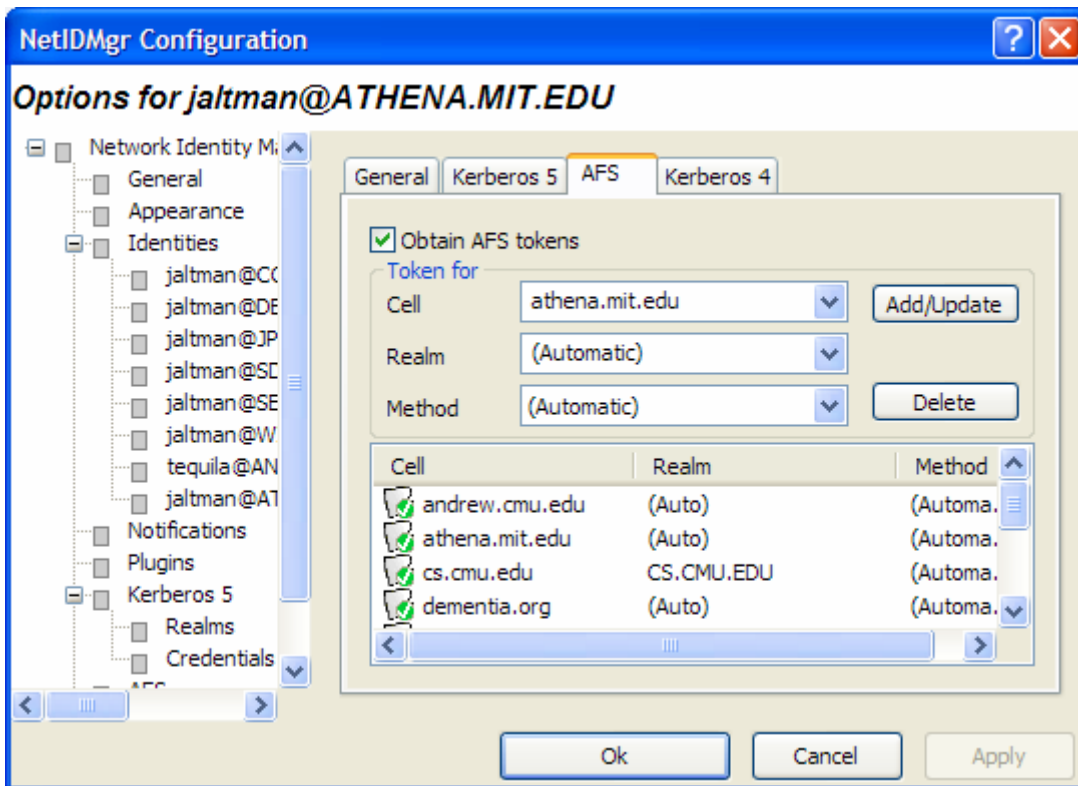 NetIDMgr Configuration
Options for jaltman@ATHENA.MIT.EDU
Network Identity Ma
General
Appearance
Identities
jaltman@CC
jaltman@DE
jaltman@JP
jaltman@SD
jaltman@SE
jaltman@W
tequila@AN
jaltman@AT
Notifications
Plugins
Kerberos 5
Realms
Credentials
AFS
General Kerberos 5 AFS Kerberos 4
Obtain AFS tokens
Token for
Cell athena.mit.edu Add/Update
Realm (Automatic)
Method (Automatic) Delete
Cell Realm Method
andrew.cmu.edu (Auto) (Automa.
athena.mit.edu (Auto) (Automa.
cs.cmu.edu CS.CMU.EDU (Automa.
dementia.org (Auto) (Automa.
Ok Cancel Apply